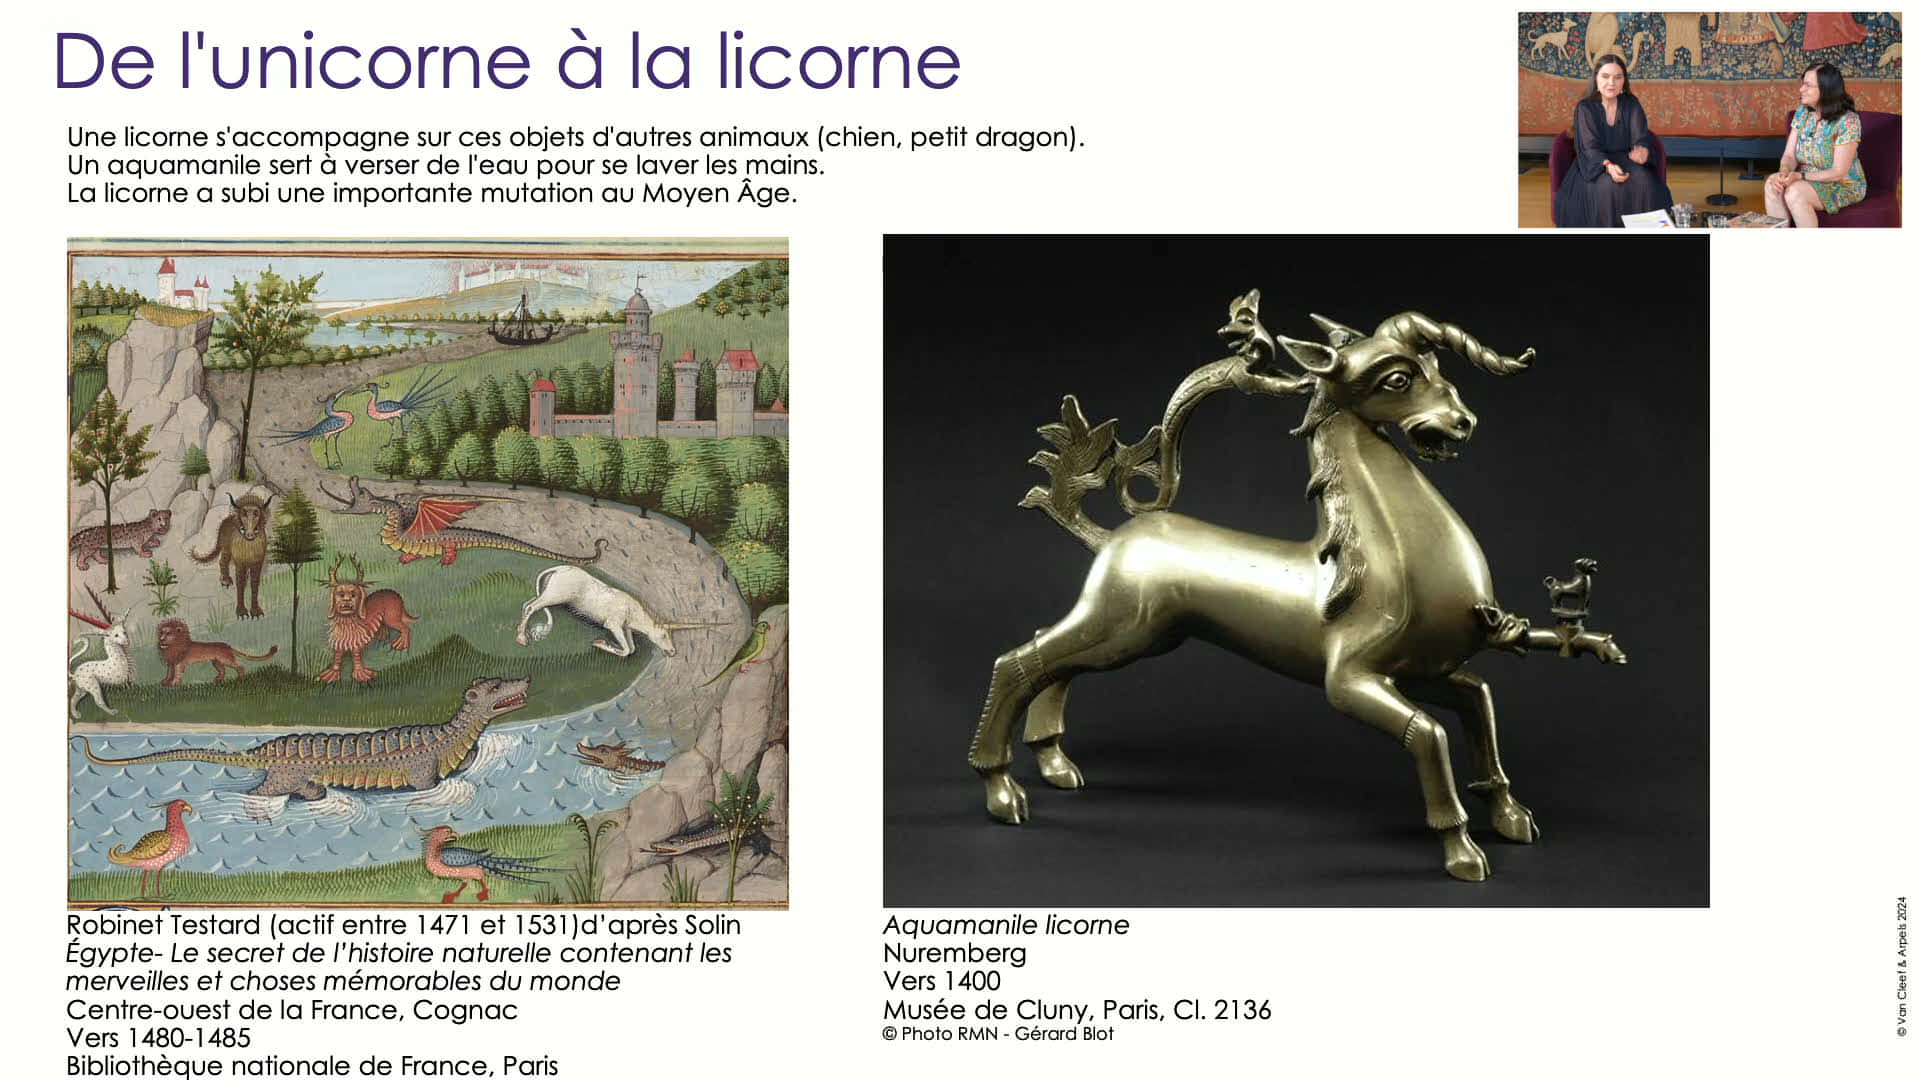 De l'unicorne à la licorne
Une licorne s'accompagne sur ces objets d'autres animaux (chien, petit dragon).
Un aquamanile sert à verser de l'eau pour se laver les mains.
La licorne a subi une importante mutation au Moyen Âge.
Robinet Testard (actif entre 1471 et 1531)d’après Solin
Égypte- Le secret de l’histoire naturelle contenant les
merveilles et choses mémorables du monde
Centre-ouest de la France, Cognac
Vers 1480-1485
Bibliothèque nationale de France, Paris
Aquamanile licorne
Nuremberg
Vers 1400
Musée de Cluny, Paris, Cl. 2136
© Photo RMN - Gérard Blot
© Van Cleef & Arpels 2024